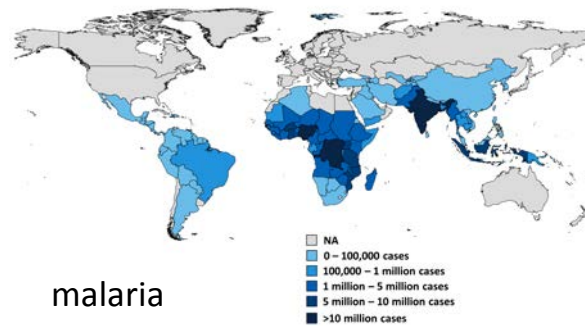 NA
0 – 100,000 cases
100,000 – 1 million cases
1 million – 5 million cases
5 million – 10 million cases
>10 million cases
malaria